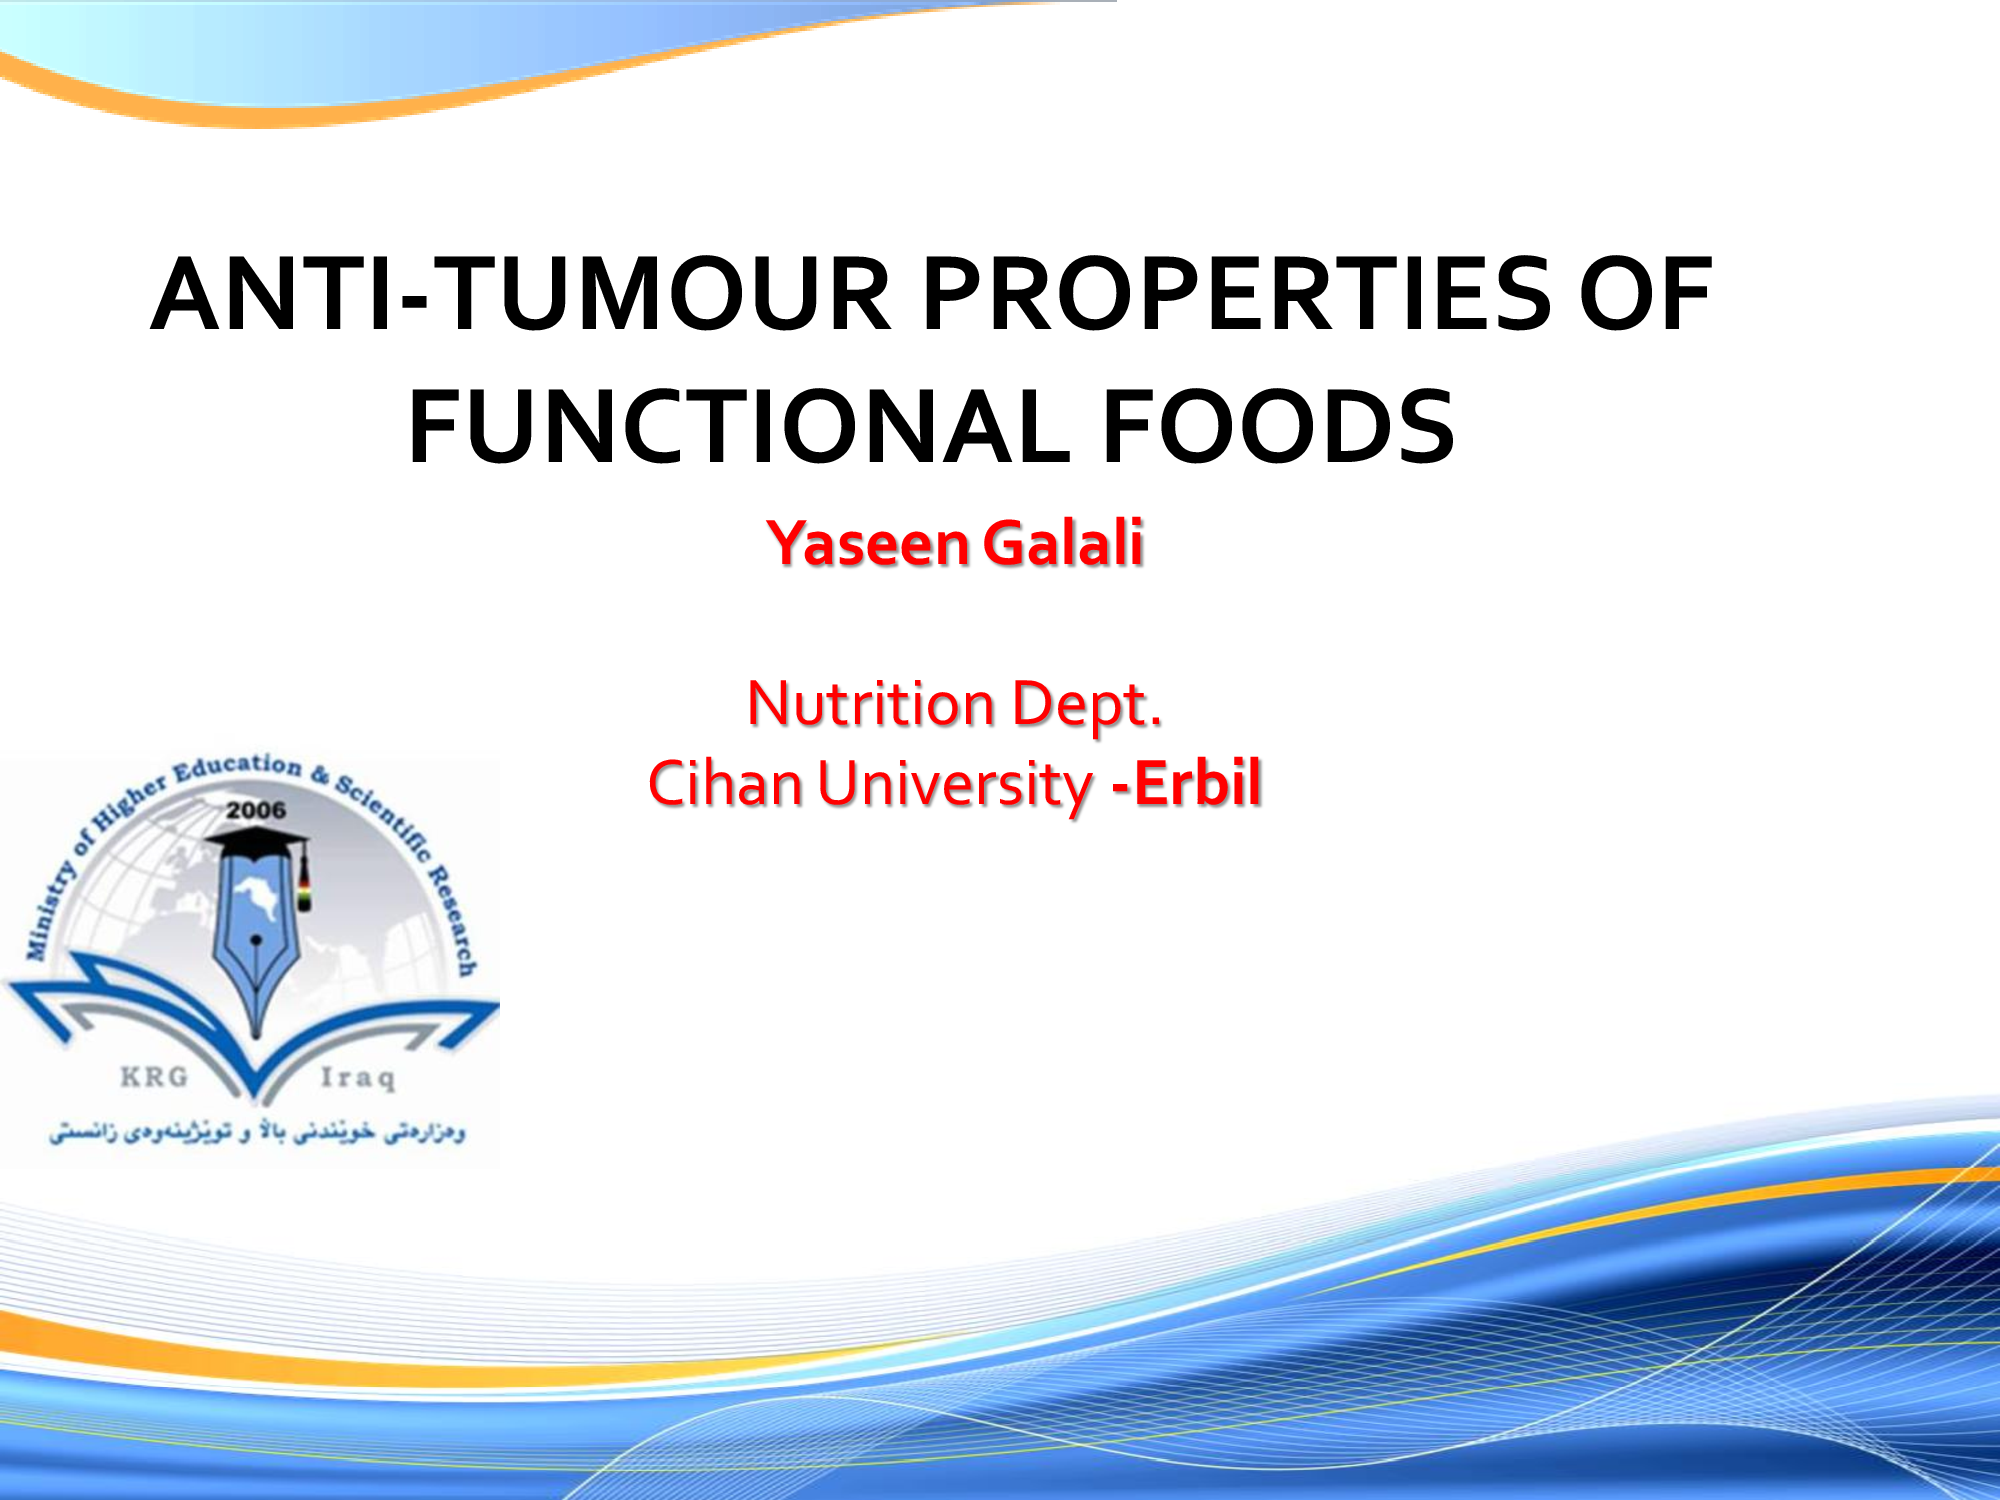 ANTI-TUMOUR PROPERTIES OF
FUNCTIONAL FOODS
Yaseen Galali
Nutrition Dept.
Cihan University -Erbil
Ministry of Higher Education & Scientific Research
2006
KRG Iraq
وەزارەتی خوێندنی باڵا و توێژینەوەی زانستی